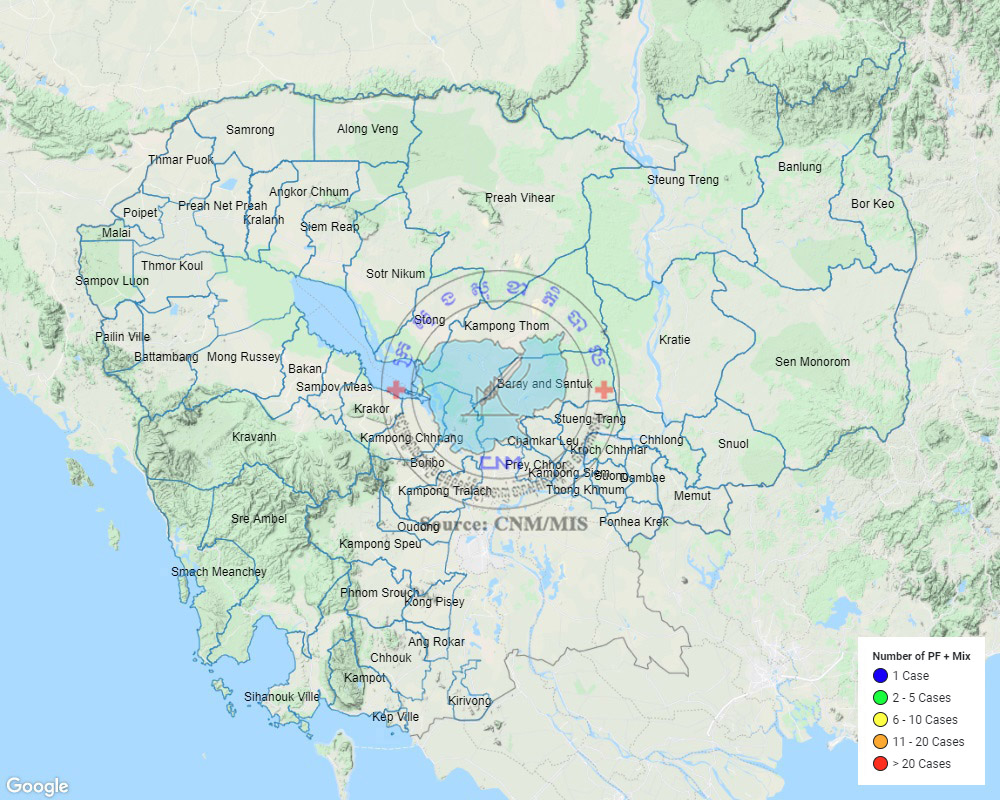 Samrong
Along Veng
Thmar Puok
Banlung
Steung Treng
Angkor Chhum
Preah Vihear
Preah Net Preah
Bor Keo
Poipet
Kralanh
Siem Reap
Malai
Thmor Koul
Sotr Nikum
Sampov Luon
Stong
Kampong Thom
Pailin Ville
Kratie
Battambang
Mong Russey
Sen Monorom
Bakan
Sampov Meas
Baray and Santuk
Krakor
Stueng Trang
Kravanh
Kampong Chhnang
Chamkar Leu
Chhlong
Snuol
Kroch Chhmar
Boribo
CNM
Prey Chhor
Kampong Siem
Suong
Dambae
Kampong Tralach
Thong Khmum
Memut
Sre Ambel
Oudong
Source: CNM/MIS
Ponhea Krek
Kampong Speu
Smach Meanchey
Phnom Srouch
Kong Pisey
Ang Rokar
Chhouk
Kampot
Sihanouk Ville
Kirivong
Kep Ville
Number of PF + Mix
1 Case
2 - 5 Cases
6 - 10 Cases
11 - 20 Cases
> 20 Cases
Google